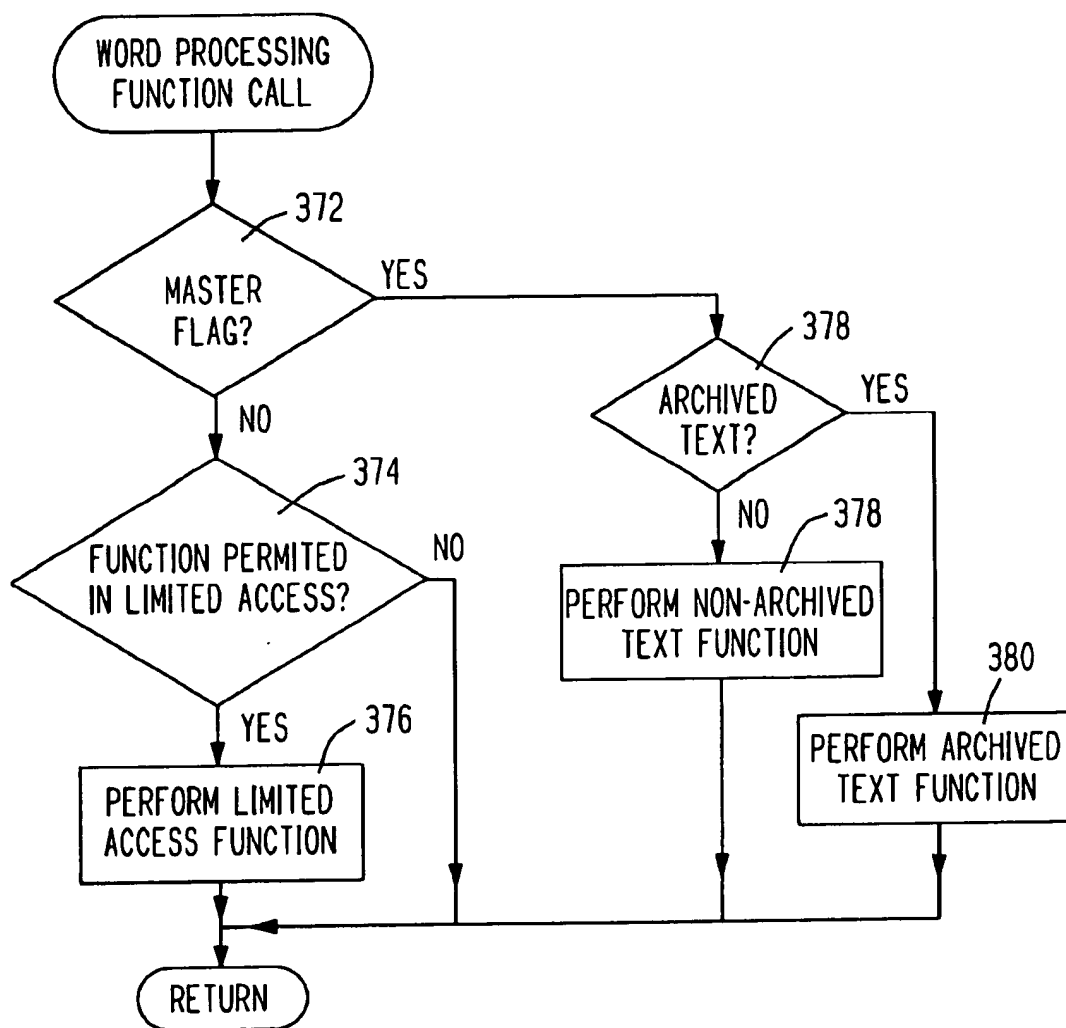 WORD PROCESSING
FUNCTION CALL
372
MASTER
FLAG?
YES
NO
378
ARCHIVED
TEXT?
YES
NO
374
FUNCTION PERMITED
IN LIMITED ACCESS?
NO
YES
378
PERFORM NON-ARCHIVED
TEXT FUNCTION
380
PERFORM ARCHIVED
TEXT FUNCTION
376
PERFORM LIMITED
ACCESS FUNCTION
RETURN